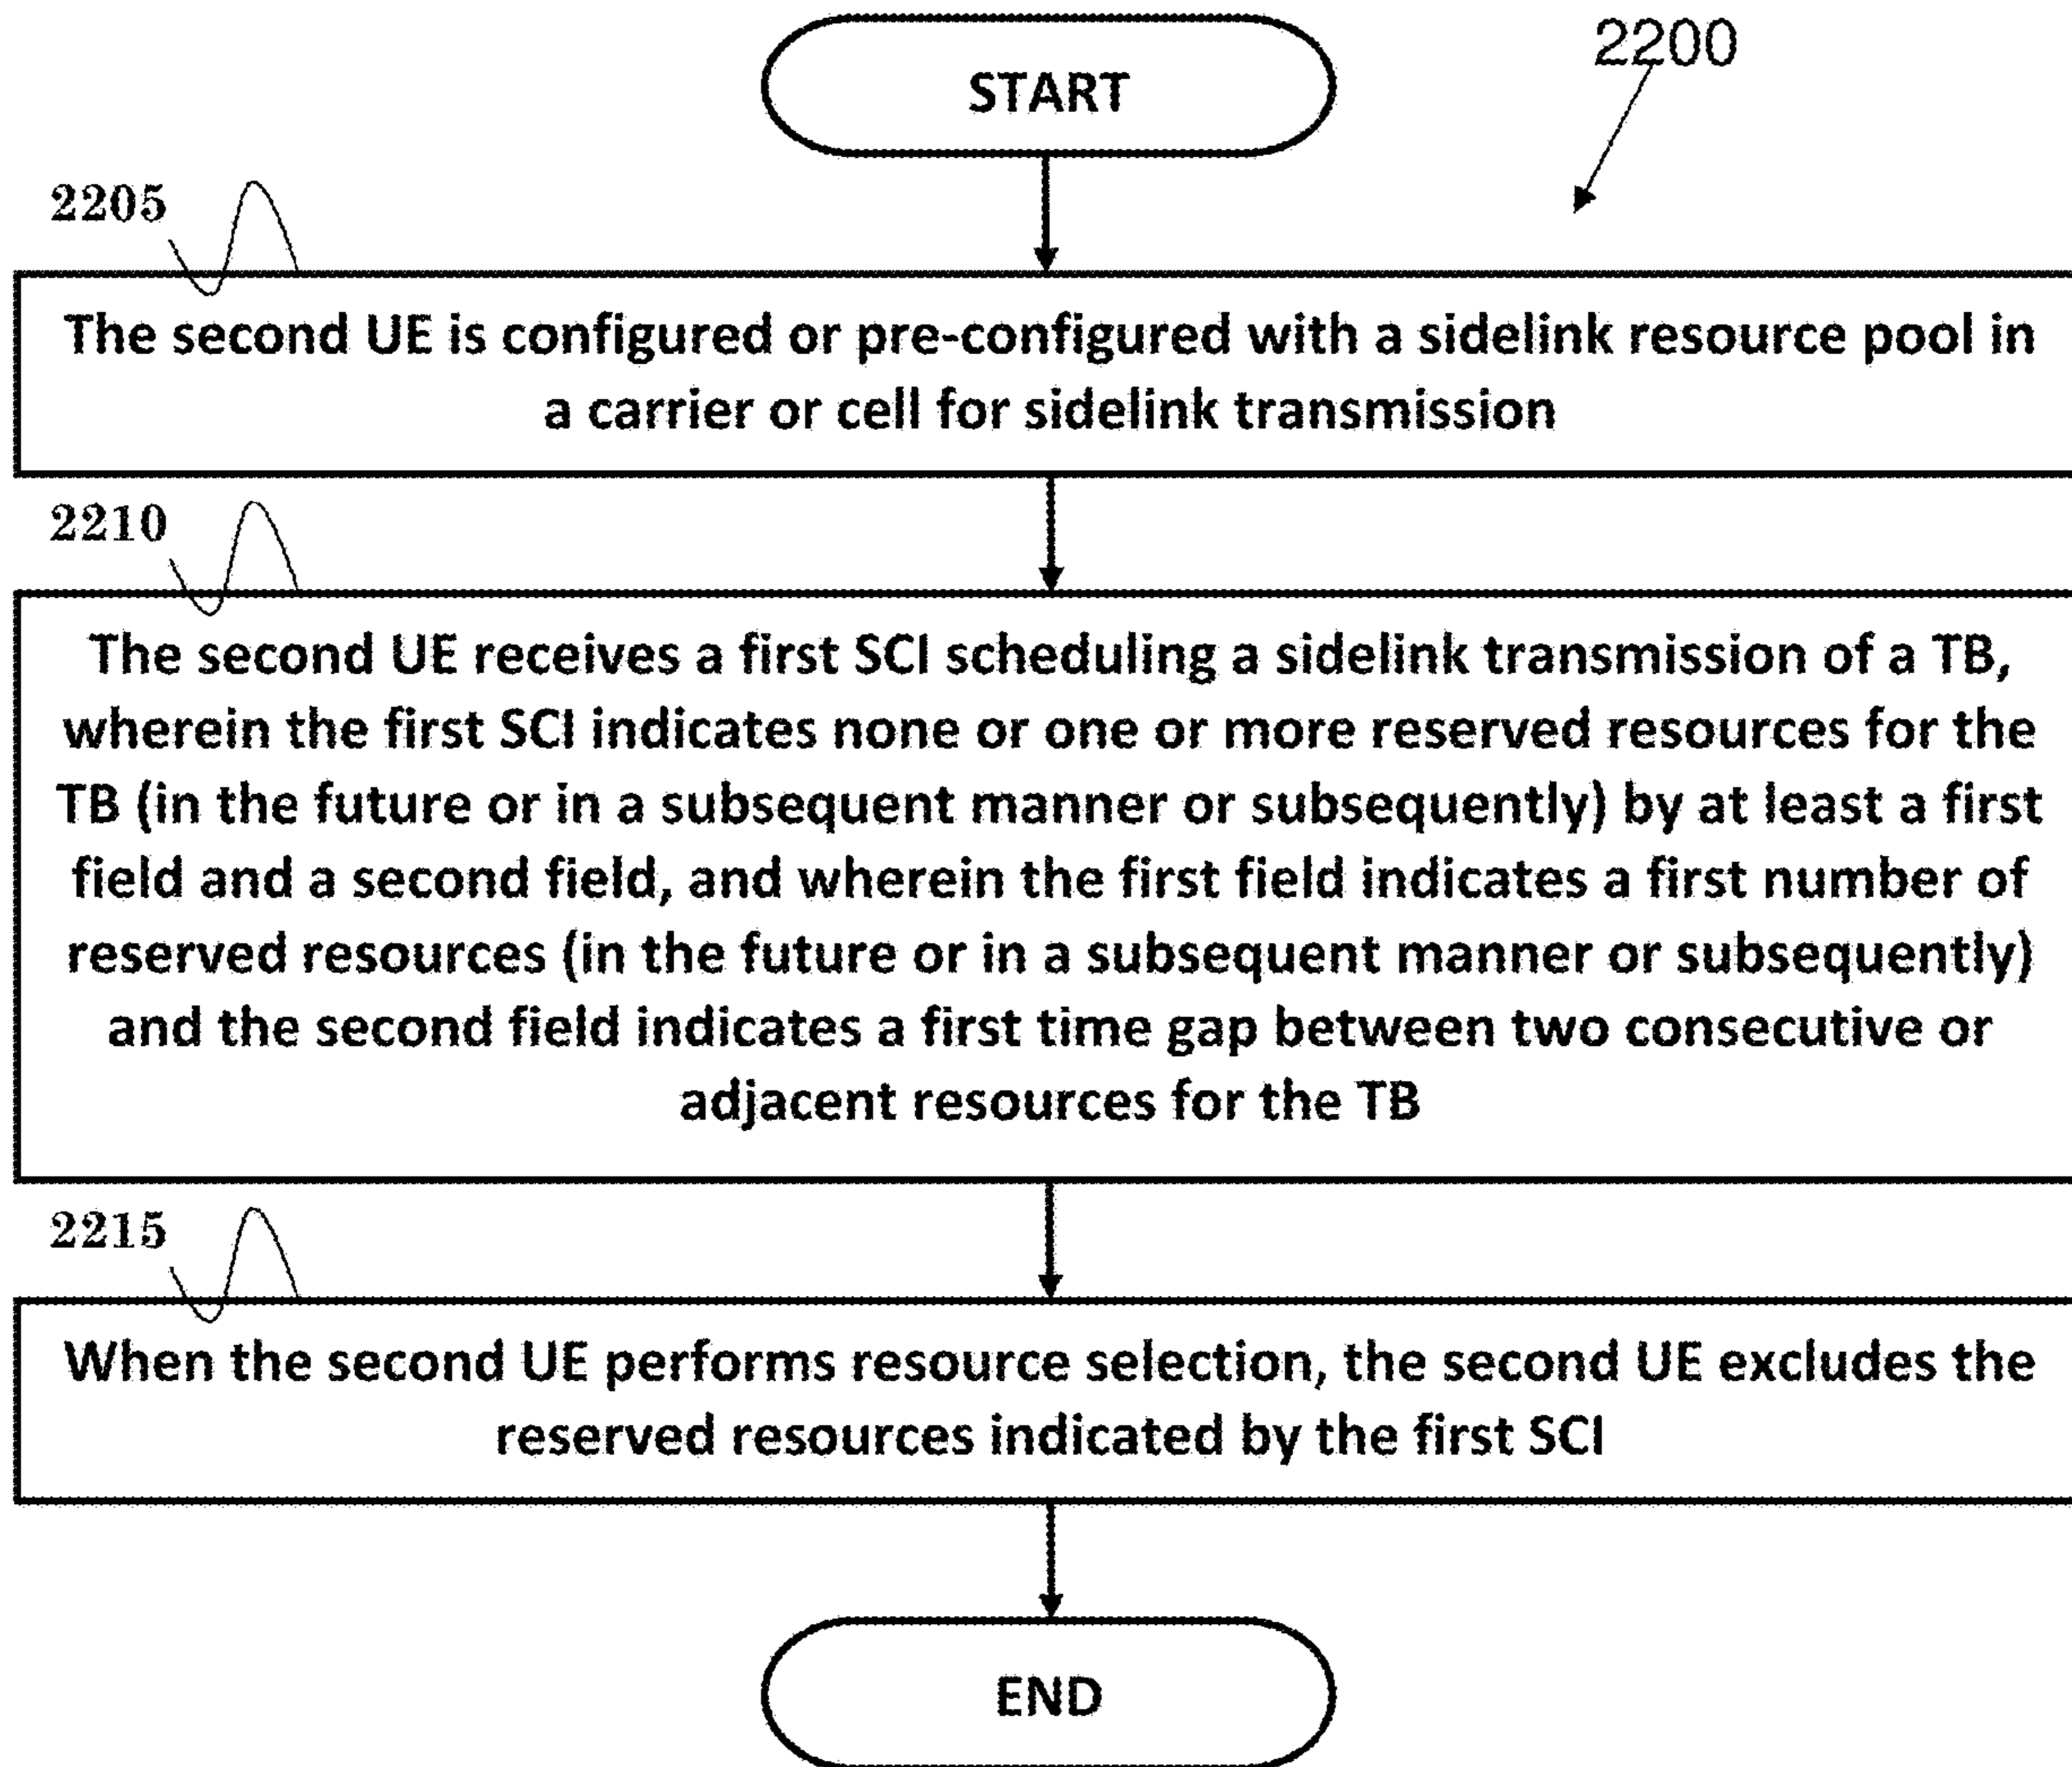 START
2200
2205
The second UE is configured or pre-configured with a sidelink resource pool in
a carrier or cell for sidelink transmission
2210
The second UE receives a first SCI scheduling a sidelink transmission of a TB,
wherein the first SCI indicates none or one or more reserved resources for the
TB (in the future or in a subsequent manner or subsequently) by at least a first
field and a second field, and wherein the first field indicates a first number of
reserved resources (in the future or in a subsequent manner or subsequently)
and the second field indicates a first time gap between two consecutive or
adjacent resources for the TB
2215
When the second UE performs resource selection, the second UE excludes the
reserved resources indicated by the first SCI
END